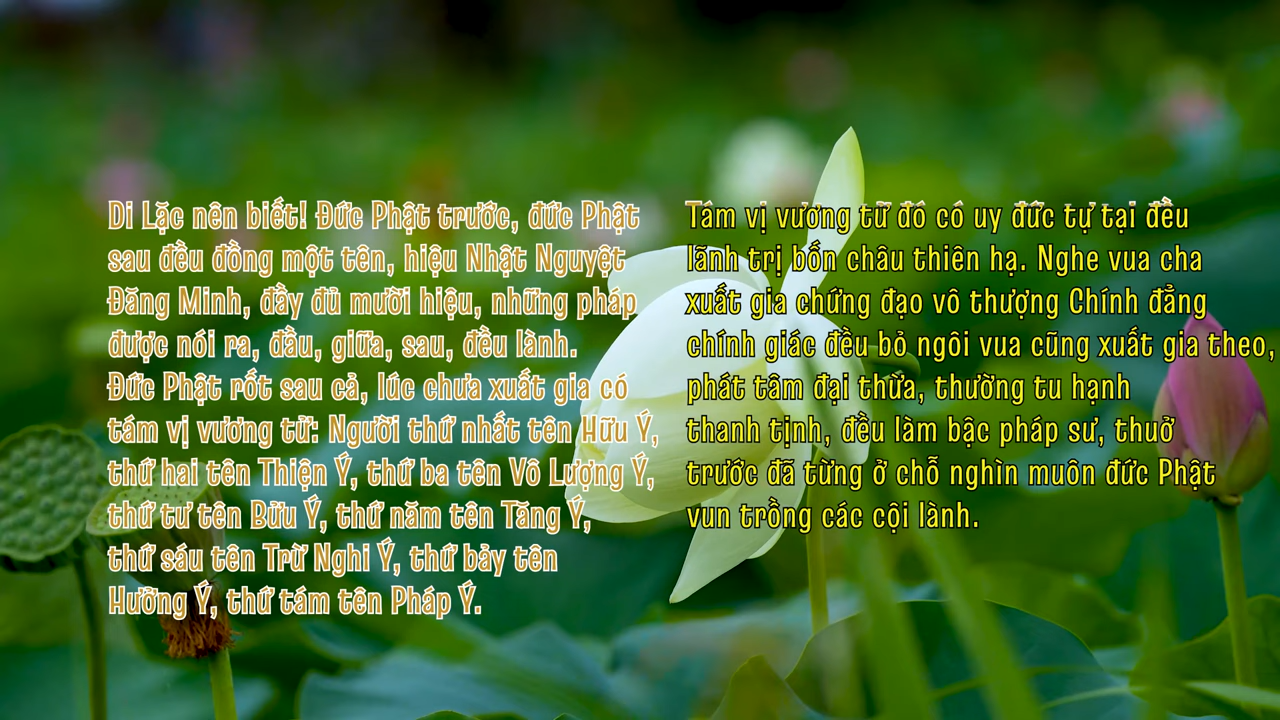 Di Lặc nên biết! Đức Phật trước, đức Phật
sau đều đồng một tên, hiệu Nhật Nguyệt
Đăng Minh, đầy đủ mười hiệu, những pháp
được nói ra, đầu, giữa, sau, đều lành.
Đức Phật rốt sau cả, lúc chưa xuất gia có
tám vị vương tử: Người thứ nhất tên Hữu Ý,
thứ hai tên Thiện Ý, thứ ba tên Vô Lượng Ý,
thứ tư tên Bửu Ý, thứ năm tên Tăng Ý,
thứ sáu tên Trừ Nghi Ý, thứ bảy tên
Hưởng Ý, thứ tám tên Pháp Ý.
Tám vị vương tử đó có uy đức tự tại đều
lãnh trị bốn châu thiên hạ. Nghe vua cha
xuất gia chứng đạo vô thượng Chính đẳng
chính giác đều bỏ ngôi vua cũng xuất gia theo,
phát tâm đại thừa, thường tu hạnh
thanh tịnh, đều làm bậc pháp sư, thuở
trước đã từng ở chỗ nghìn muôn đức Phật
vun trồng các cội lành.